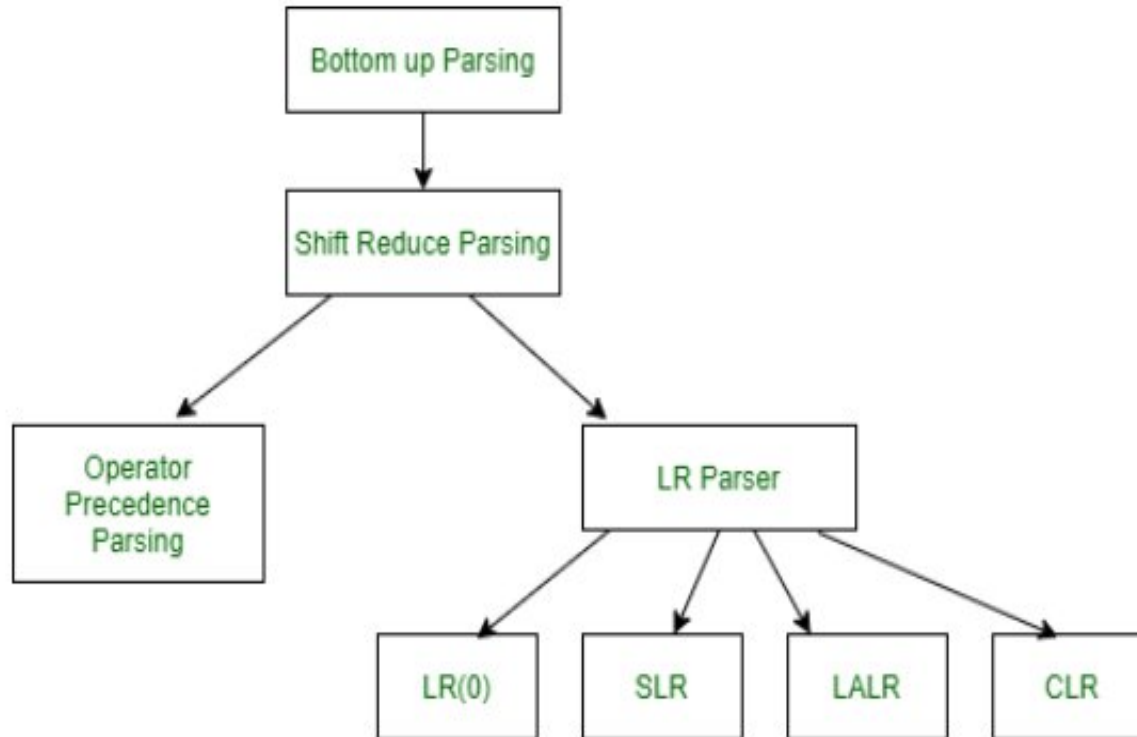 Bottom up Parsing
Shift Reduce Parsing
Operator
Precedence
Parsing
LR Parser
LR(0)
SLR
LALR
CLR